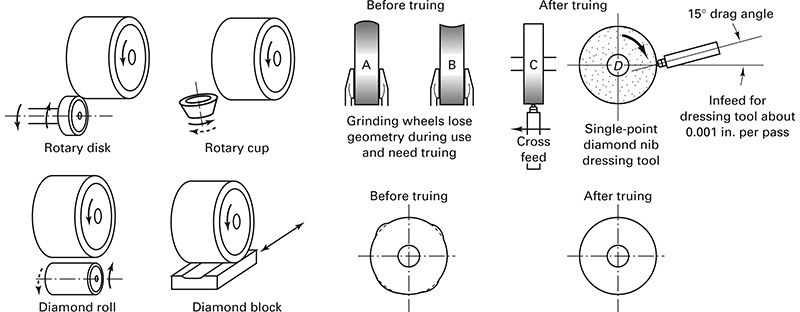 Rotary disk
Rotary cup
Diamond roll
Diamond block
Before truing
A
B
Grinding wheels lose
geometry during use
and need truing
After truing
C
Cross
feed
D
Single-point
diamond nib
dressing tool
15° drag angle
Infeed for
dressing tool about
0.001 in. per pass
Before truing
After truing